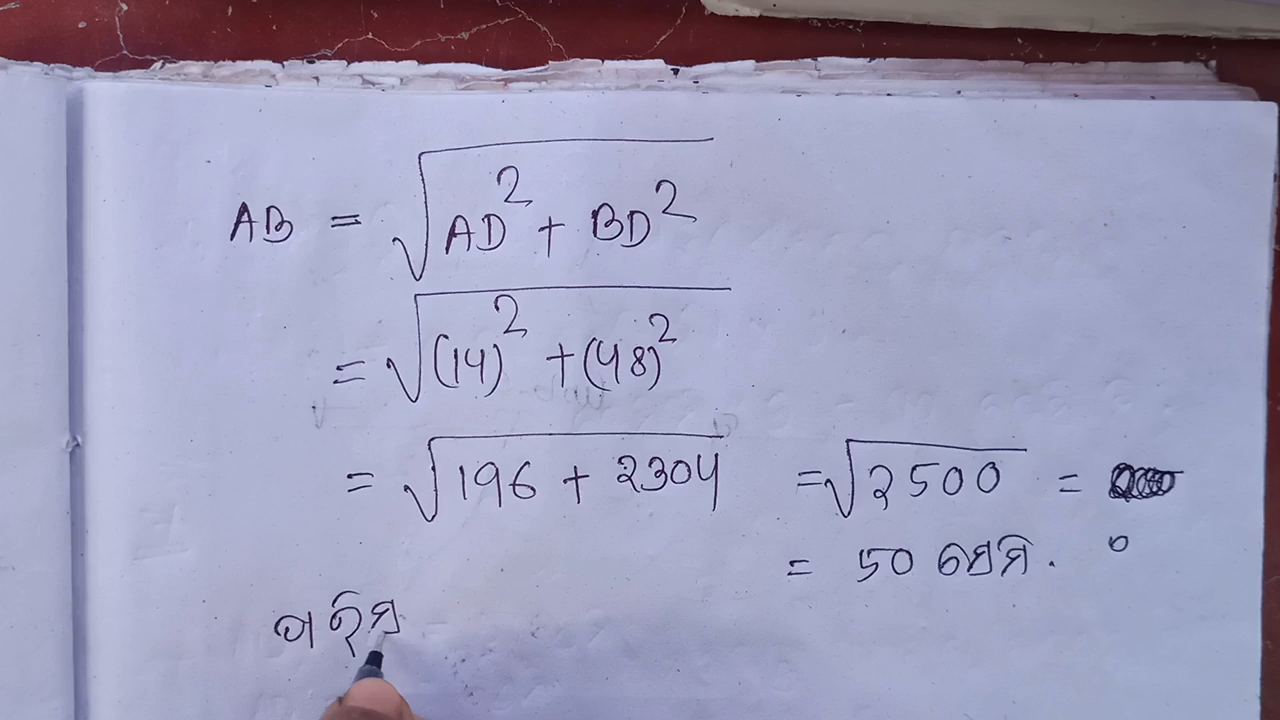 AB = √(AD² + BD²)
= √((14)² + (48)²)
= √(196 + 2304) = √2500 =
= 50 ସେମି.